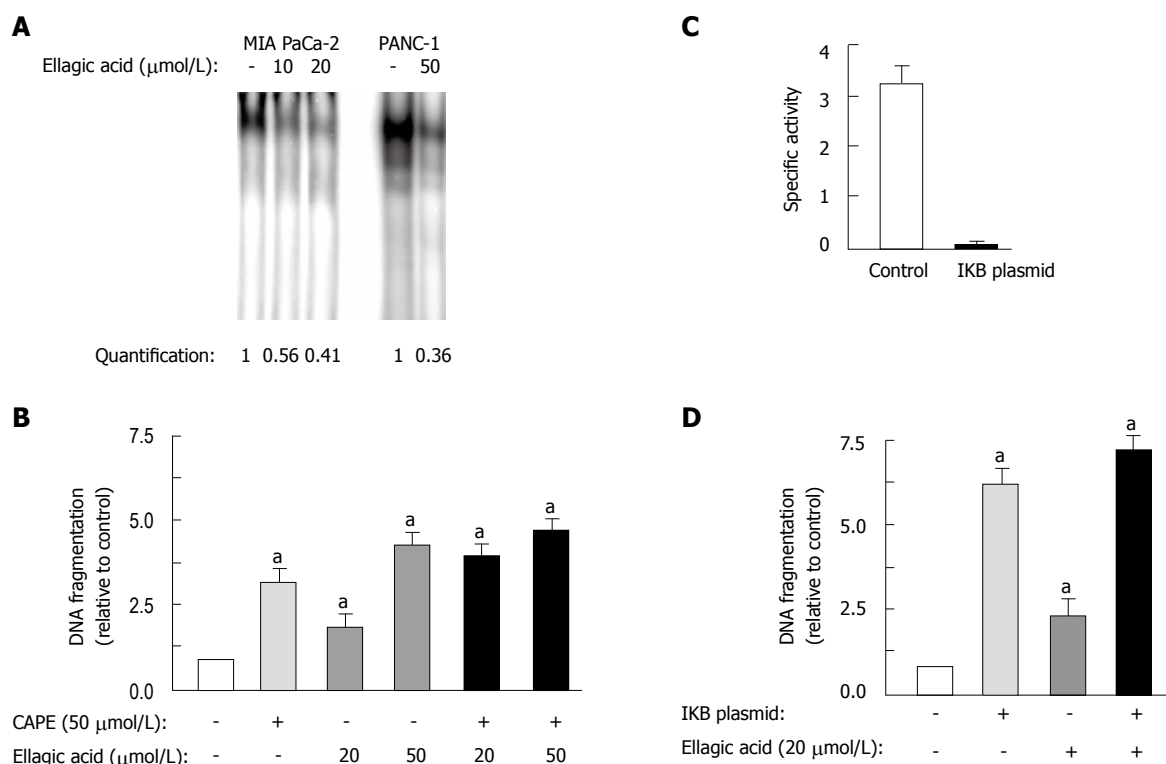 A
MIA PaCa-2 PANC-1
Ellagic acid (μmol/L): - 10 20 - 50
Quantification: 1 0.56 0.41 1 0.36
C
4
3
2
1
0
Specific activity
Control IKB plasmid
B
7.5
5.0
2.5
0.0
DNA fragmentation
(relative to control)
a a a a a
CAPE (50 μmol/L): - + - - + +
Ellagic acid (μmol/L): - - 20 50 20 50
D
7.5
5.0
2.5
0.0
DNA fragmentation
(relative to control)
a a a
IKB plasmid: - + - +
Ellagic acid (20 μmol/L): - - + +